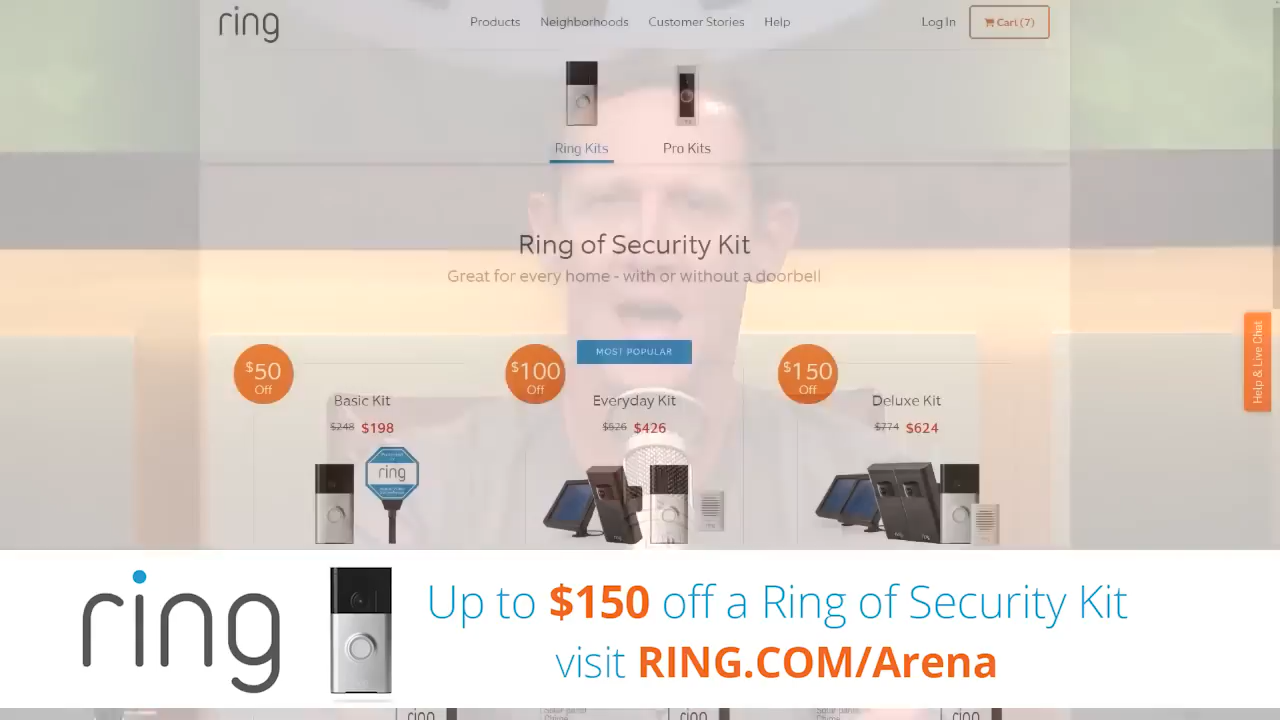 ring
Products Neighborhoods Customer Stories Help Log In Cart (7)
Ring Kits Pro Kits
Ring of Security Kit
Great for every home - with or without a doorbell
MOST POPULAR
$50 Off
$100 Off
$150 Off
Basic Kit
$248 $198
Everyday Kit
$526 $426
Deluxe Kit
$774 $624
ring
Help & Live Chat
ring
Up to $150 off a Ring of Security Kit
visit RING.COM/Arena
ring
ring
ring